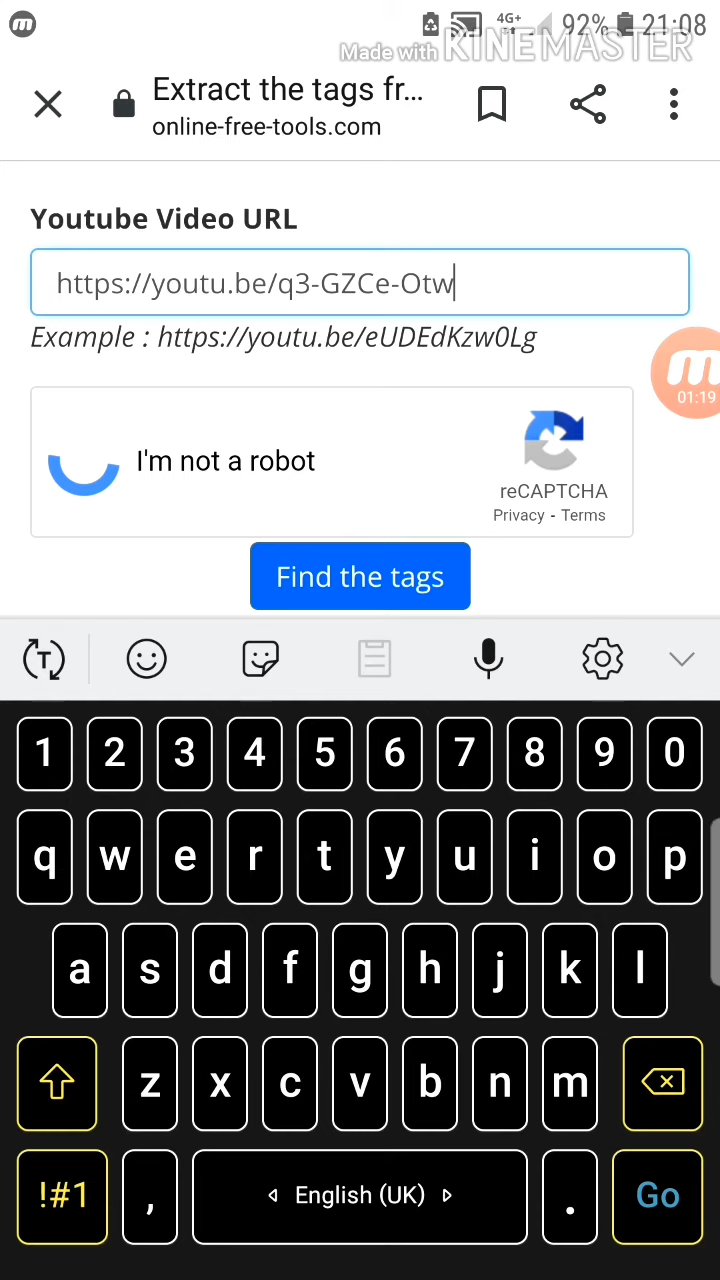 4G+ 92% 21:08
Made with KINEMASTER
Extract the tags fr...
online-free-tools.com
Youtube Video URL
https://youtu.be/q3-GZCe-Otw
Example : https://youtu.be/eUDEdKzw0Lg
01:19
I'm not a robot
reCAPTCHA
Privacy - Terms
Find the tags
T
1 2 3 4 5 6 7 8 9 0
q w e r t y u i o p
a s d f g h j k l
z x c v b n m
!#1 , English (UK) . Go